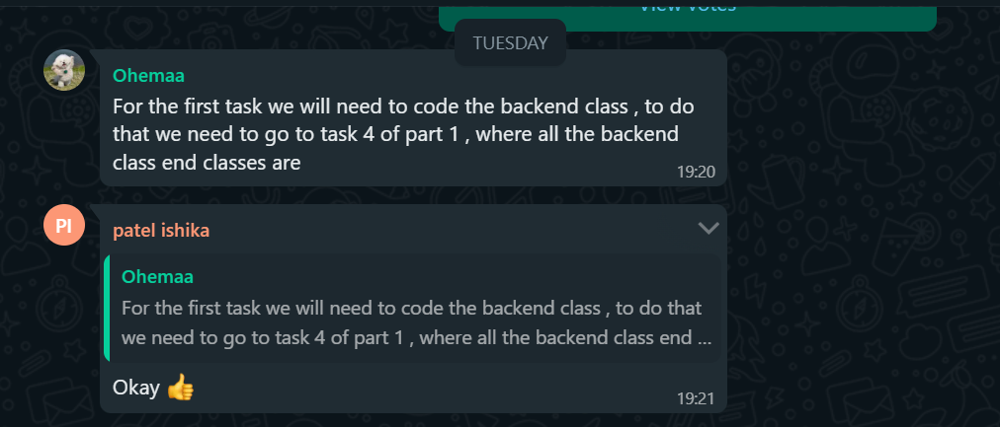 View votes
TUESDAY
Ohemaa
For the first task we will need to code the backend class , to do
that we need to go to task 4 of part 1 , where all the backend
class end classes are
19:20
PI
patel ishika
Ohemaa
For the first task we will need to code the backend class , to do that
we need to go to task 4 of part 1 , where all the backend class end ...
Okay 👍
19:21